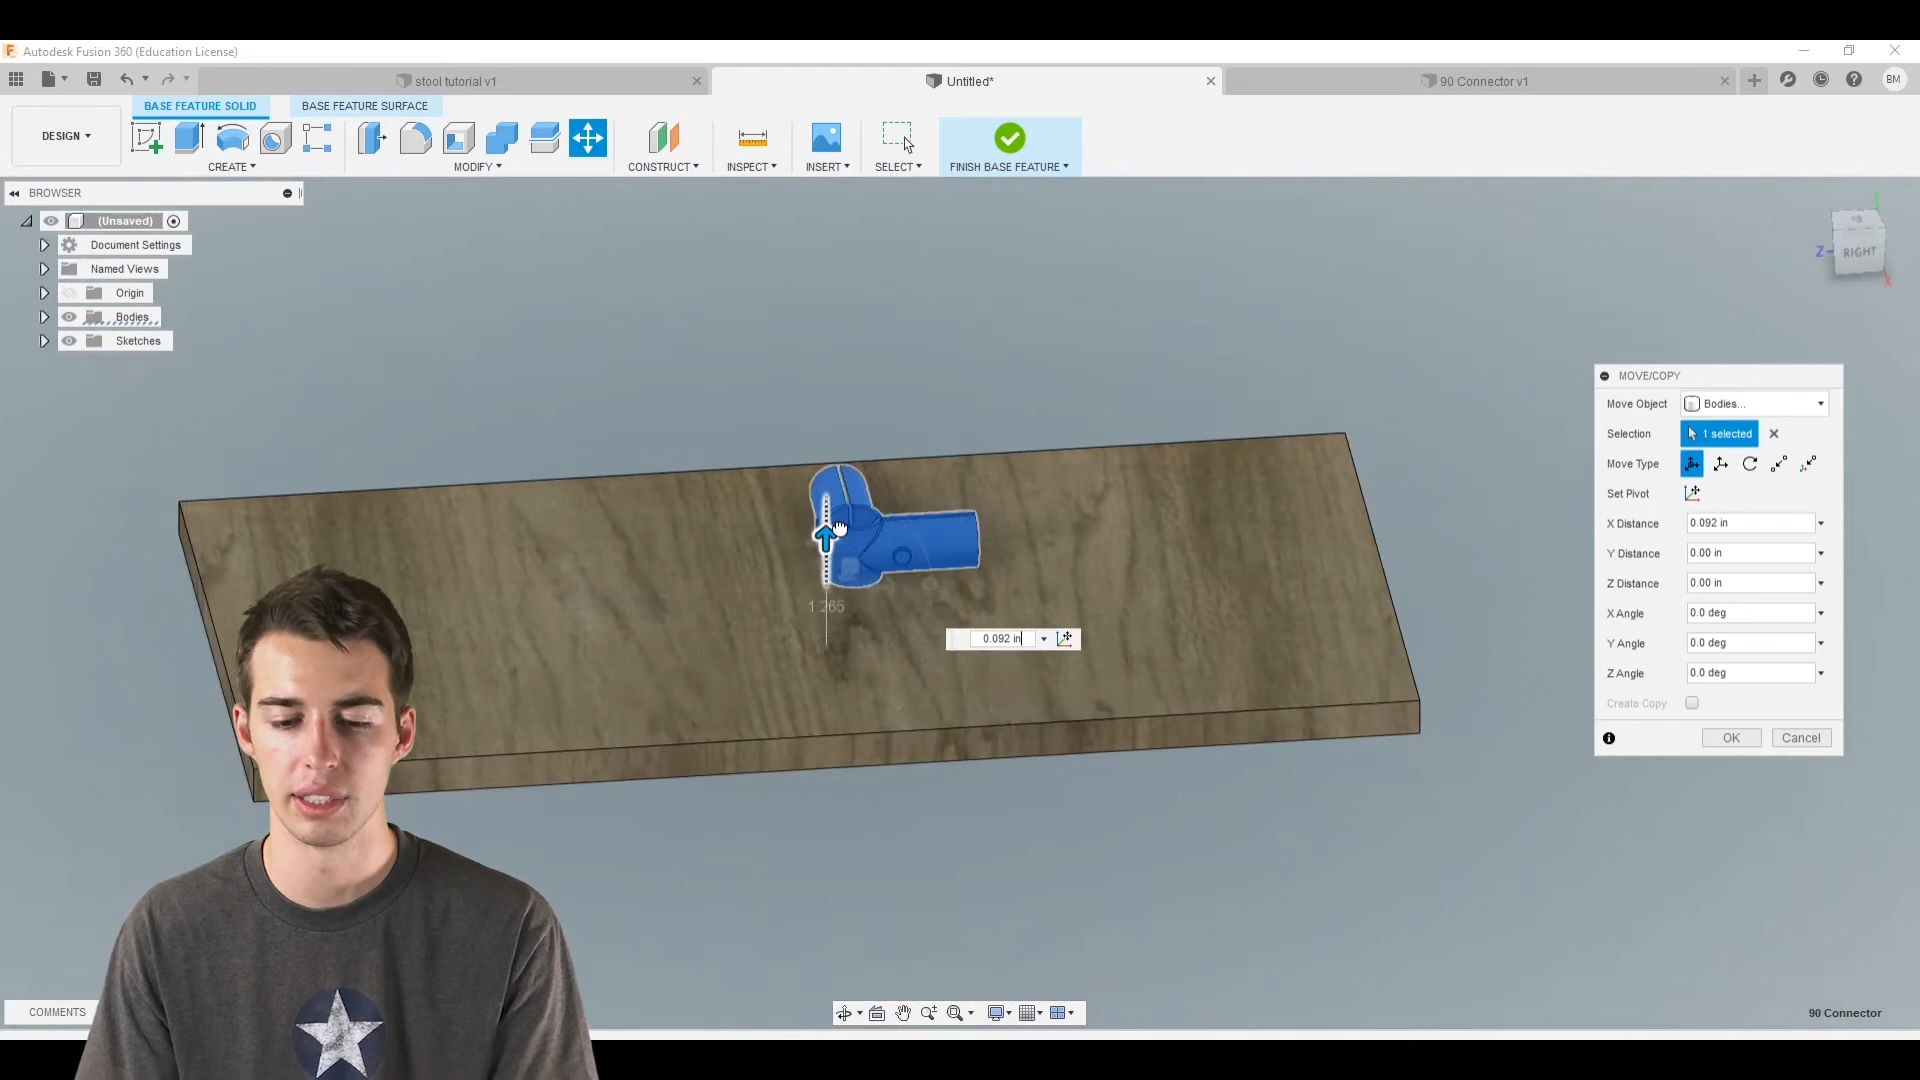 Autodesk Fusion 360 (Education License)
stool tutorial v1
Untitled*
90 Connector v1
BM
DESIGN
BASE FEATURE SOLID
BASE FEATURE SURFACE
CREATE
MODIFY
CONSTRUCT
INSPECT
INSERT
SELECT
FINISH BASE FEATURE
BROWSER
(Unsaved)
Document Settings
Named Views
Origin
Bodies
Sketches
Z
RIGHT
X
MOVE/COPY
Move Object Bodies...
Selection 1 selected
Move Type
Set Pivot
X Distance 0.092 in
Y Distance 0.00 in
Z Distance 0.00 in
X Angle 0.0 deg
Y Angle 0.0 deg
Z Angle 0.0 deg
Create Copy
OK Cancel
1.265
0.092 in
COMMENTS
90 Connector